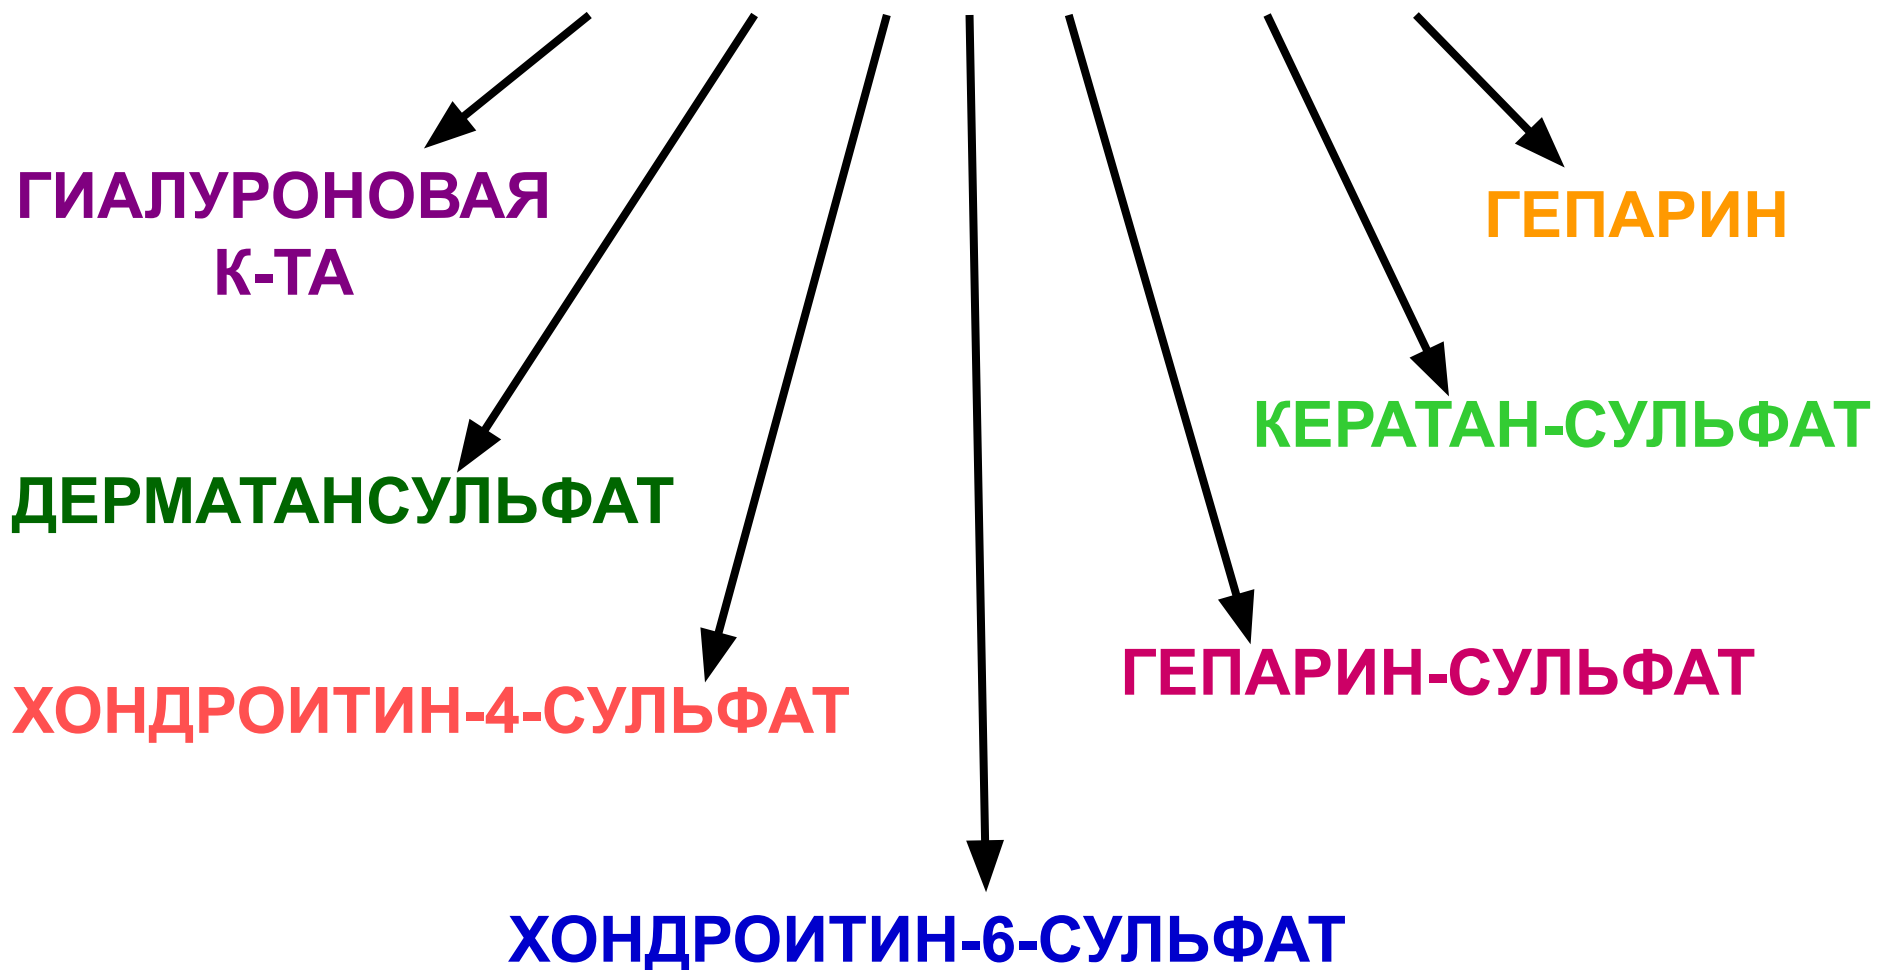 ГИАЛУРОНОВАЯ
К-ТА
ГЕПАРИН
КЕРАТАН-СУЛЬФАТ
ДЕРМАТАНСУЛЬФАТ
ГЕПАРИН-СУЛЬФАТ
ХОНДРОИТИН-4-СУЛЬФАТ
ХОНДРОИТИН-6-СУЛЬФАТ